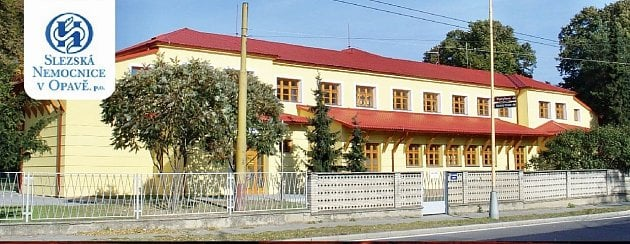 Slezská
Nemocnice
v Opavě, p.o.